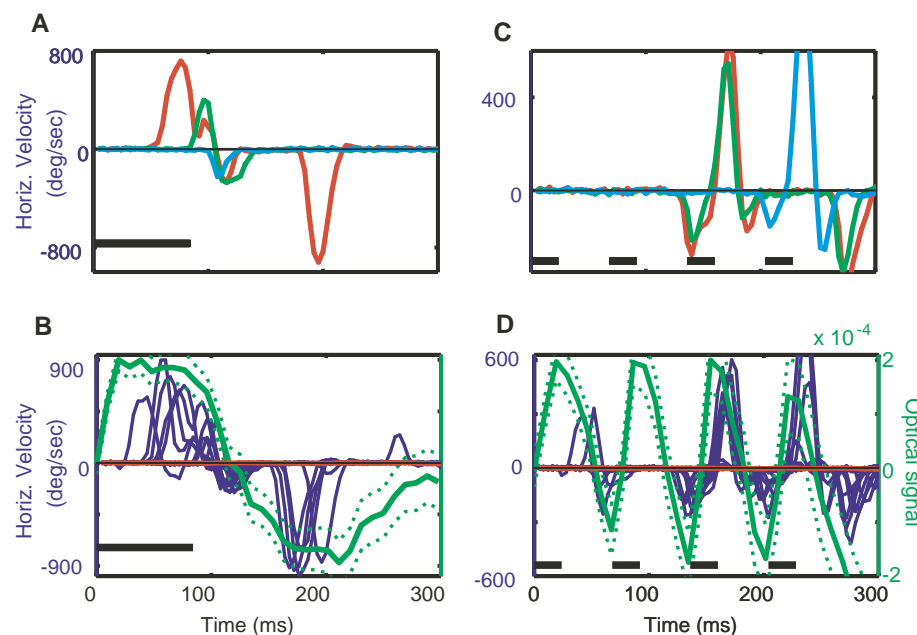 A
800
0
-800
Horiz. Velocity
(deg/sec)
C
400
0
B
900
0
-900
Horiz. Velocity
(deg/sec)
0
100
200
300
Time (ms)
D
x 10⁻⁴
600
0
-600
2
0
-2
Optical signal
0
100
200
300
Time (ms)